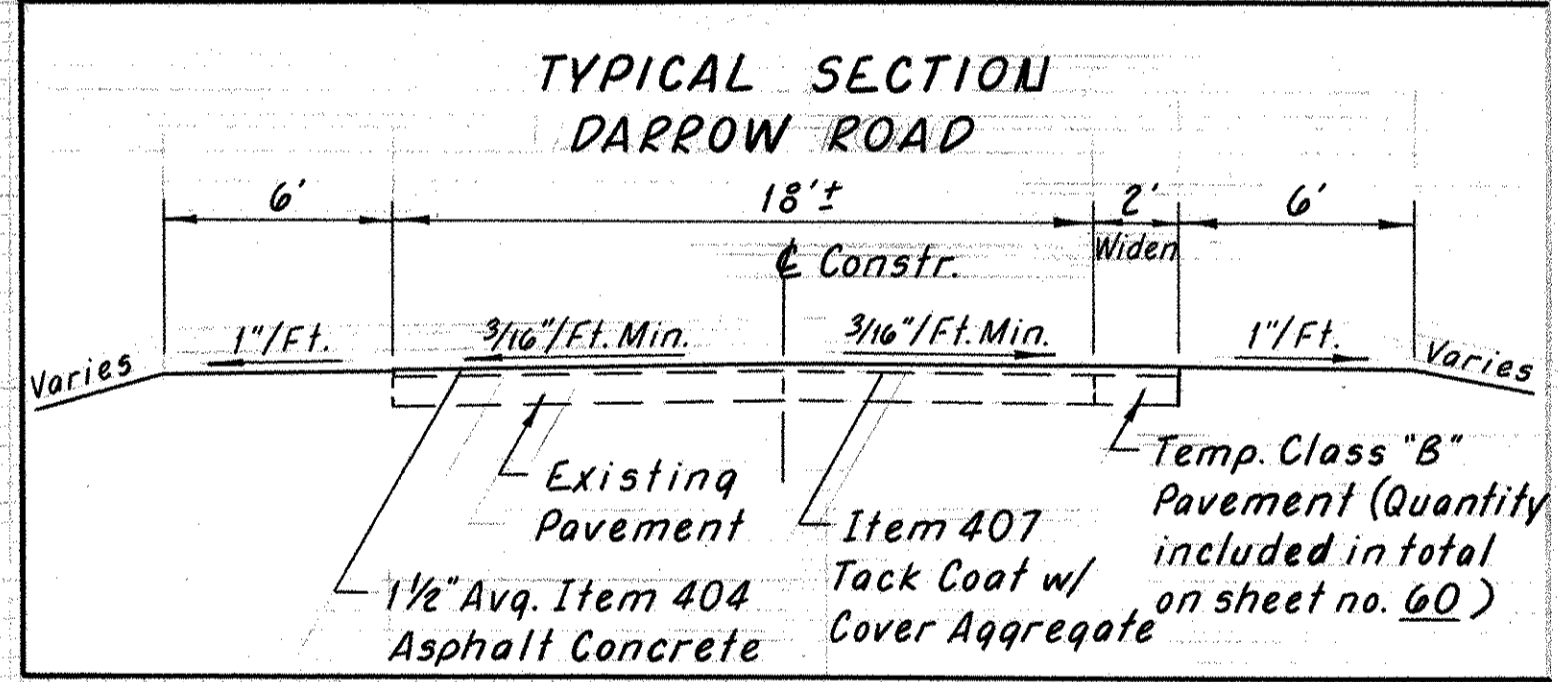 TYPICAL SECTION
DARROW ROAD
6'
18'±
2'
6'
Widen
℄ Constr.
1"/Ft.
3/16"/Ft. Min.
3/16"/Ft. Min.
1"/Ft.
Varies
Varies
Existing
Pavement
1½" Avg. Item 404
Asphalt Concrete
Item 407
Tack Coat w/
Cover Aggregate
Temp. Class "B"
Pavement (Quantity
included in total
on sheet no. 60)